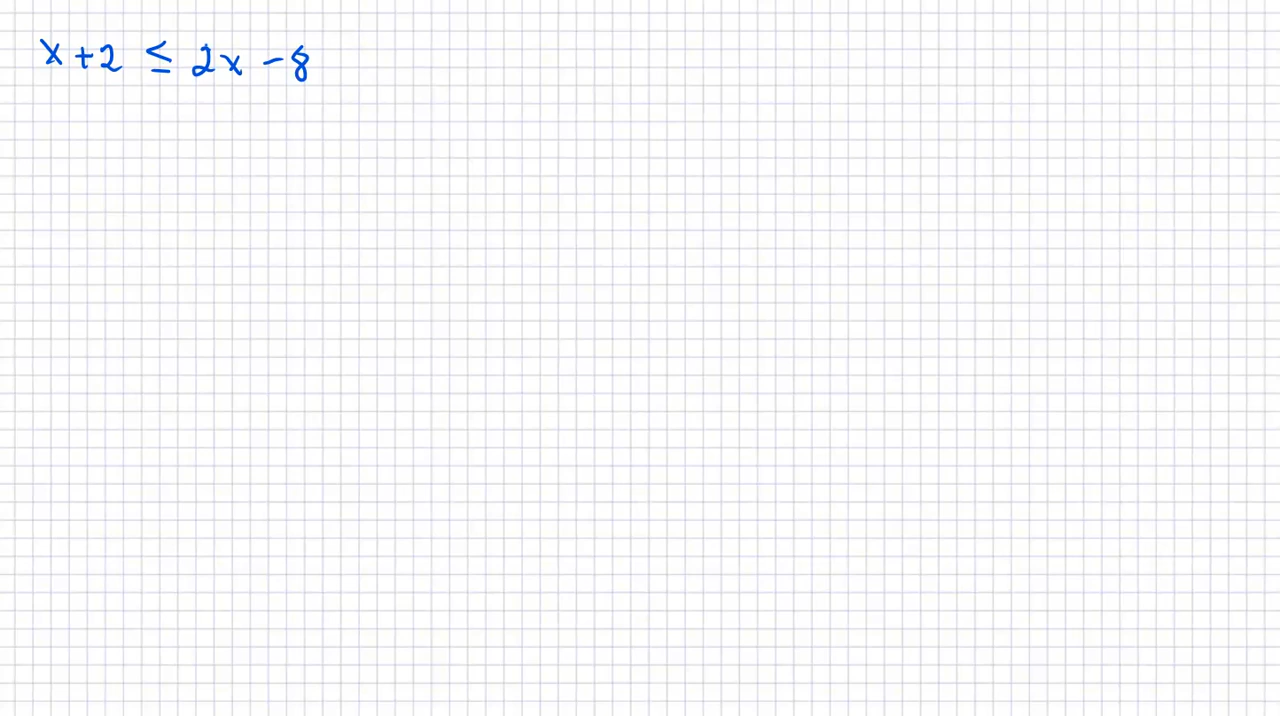 x + 2 ≤ 2x - 8